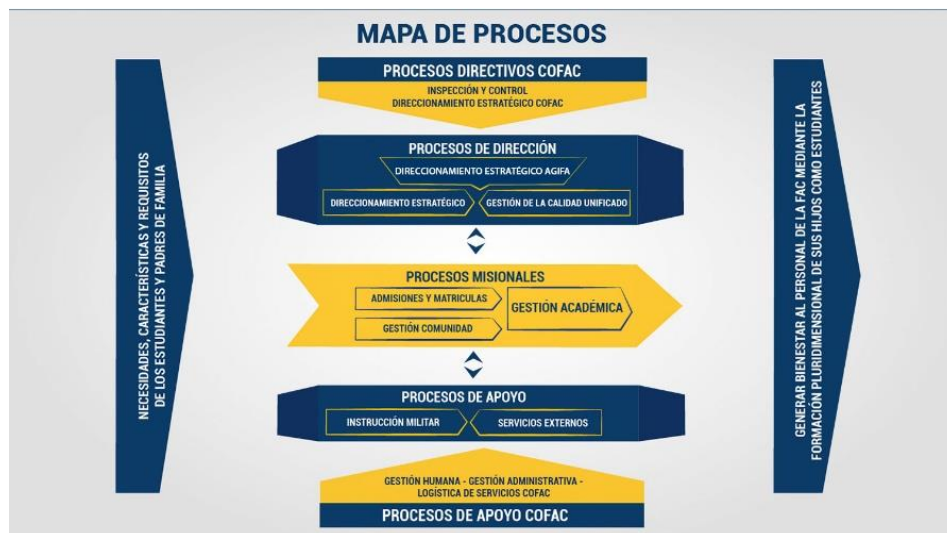 MAPA DE PROCESOS
PROCESOS DIRECTIVOS COFAC
INSPECCIÓN Y CONTROL
DIRECCIONAMIENTO ESTRATÉGICO COFAC
NECESIDADES, CARACTERÍSTICAS Y REQUISITOS
DE LOS ESTUDIANTES Y PADRES DE FAMILIA
PROCESOS DE DIRECCIÓN
DIRECCIONAMIENTO ESTRATÉGICO AGIFA
DIRECCIONAMIENTO ESTRATÉGICO
GESTIÓN DE LA CALIDAD UNIFICADO
PROCESOS MISIONALES
ADMISIONES Y MATRICULAS
GESTIÓN COMUNIDAD
GESTIÓN ACADÉMICA
PROCESOS DE APOYO
INSTRUCCIÓN MILITAR
SERVICIOS EXTERNOS
GESTIÓN HUMANA - GESTIÓN ADMINISTRATIVA -
LOGÍSTICA DE SERVICIOS COFAC
PROCESOS DE APOYO COFAC
GENERAR BIENESTAR AL PERSONAL DE LA FAC MEDIANTE LA
FORMACIÓN PLURIDIMENSIONAL DE SUS HIJOS COMO ESTUDIANTES